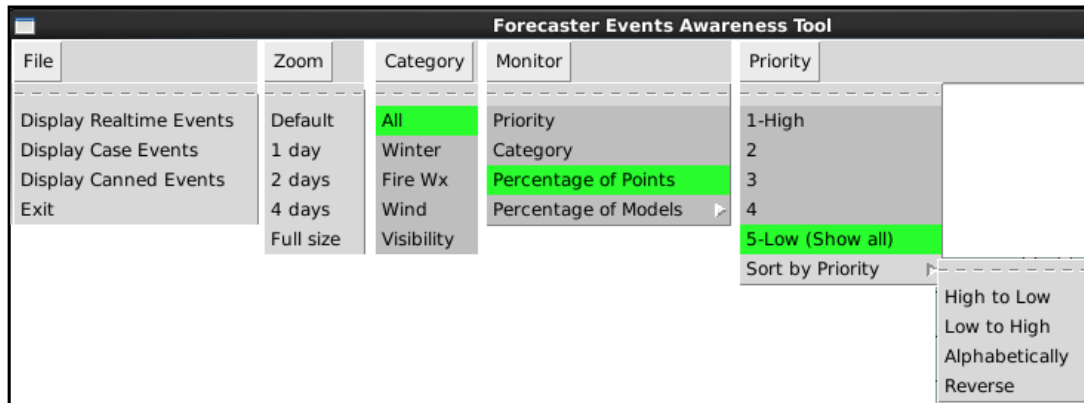 Forecaster Events Awareness Tool
File Zoom Category Monitor Priority
Display Realtime Events Default All Priority 1-High
Display Case Events 1 day Winter Category 2
Display Canned Events 2 days Fire Wx Percentage of Points 3
Exit 4 days Wind Percentage of Models 4
Full size Visibility 5-Low (Show all)
Sort by Priority
High to Low
Low to High
Alphabetically
Reverse